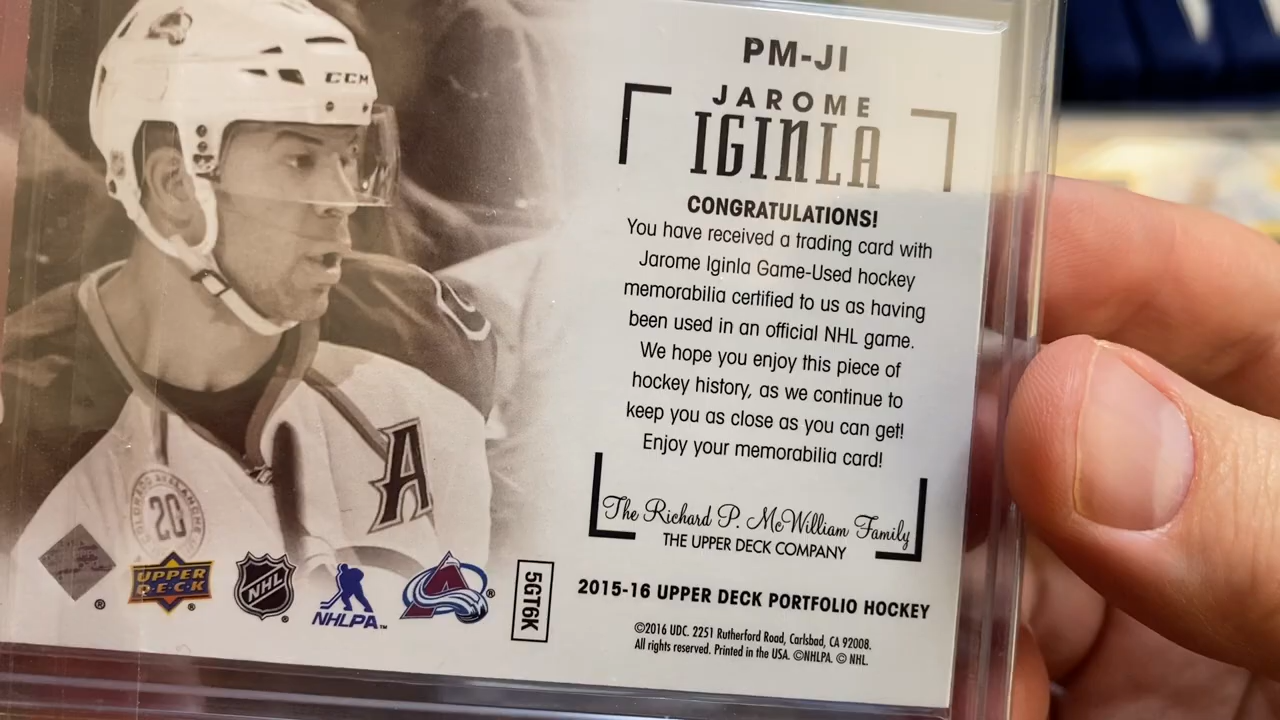 CCM
A
COLORADO AVALANCHE
20
PM-JI
JAROME
IGINLA
CONGRATULATIONS!
You have received a trading card with
Jarome Iginla Game-Used hockey
memorabilia certified to us as having
been used in an official NHL game.
We hope you enjoy this piece of
hockey history, as we continue to
keep you as close as you can get!
Enjoy your memorabilia card!
The Richard P. McWilliam Family
THE UPPER DECK COMPANY
® UPPER DECK ® NHL ® NHLPA™ A ®
5GT6K
2015-16 UPPER DECK PORTFOLIO HOCKEY
©2016 UDC. 2251 Rutherford Road, Carlsbad, CA 92008.
All rights reserved. Printed in the USA. ©NHLPA. © NHL.